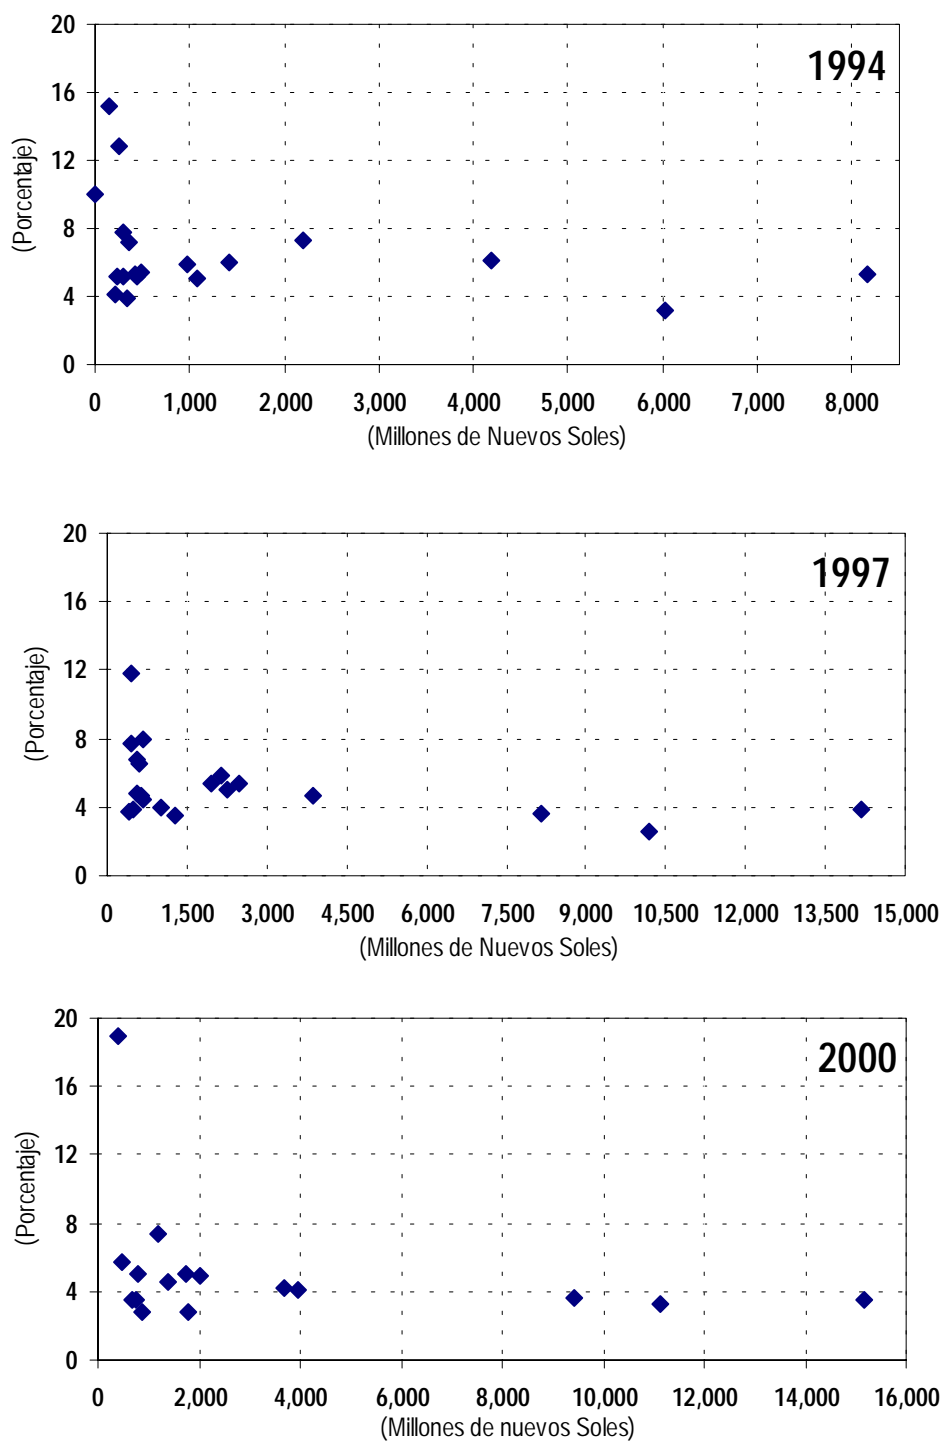 20
1994
16
12
8
4
0
(Porcentaje)
0 1,000 2,000 3,000 4,000 5,000 6,000 7,000 8,000
(Millones de Nuevos Soles)
20
1997
16
12
8
4
0
(Porcentaje)
0 1,500 3,000 4,500 6,000 7,500 9,000 10,500 12,000 13,500 15,000
(Millones de Nuevos Soles)
20
2000
16
12
8
4
0
(Porcentaje)
0 2,000 4,000 6,000 8,000 10,000 12,000 14,000 16,000
(Millones de nuevos Soles)